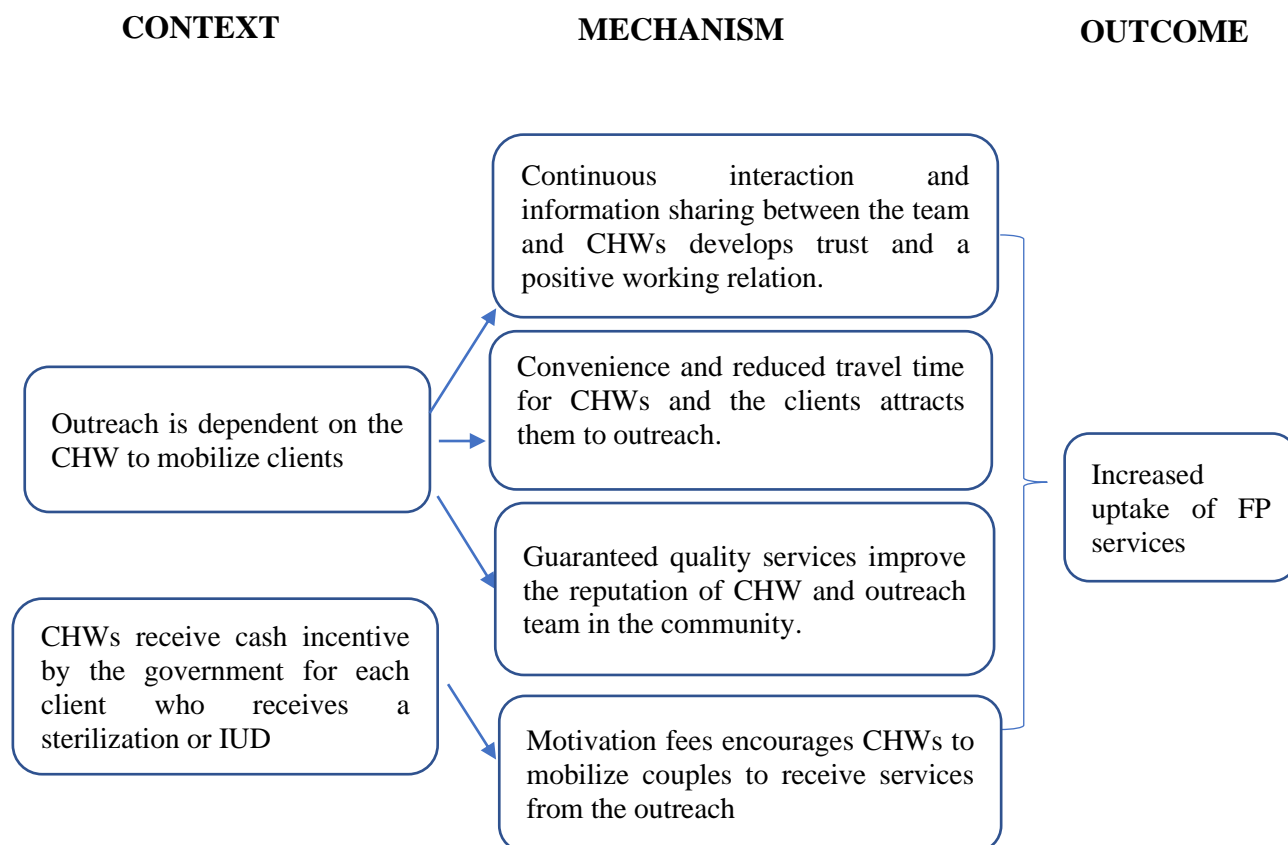 CONTEXT
MECHANISM
OUTCOME
Continuous interaction and
information sharing between the team
and CHWs develops trust and a
positive working relation.
Convenience and reduced travel time
for CHWs and the clients attracts
them to outreach.
Outreach is dependent on the
CHW to mobilize clients
Increased
uptake of FP
services
Guaranteed quality services improve
the reputation of CHW and outreach
team in the community.
CHWs receive cash incentive
by the government for each
client who receives a
sterilization or IUD
Motivation fees encourages CHWs to
mobilize couples to receive services
from the outreach